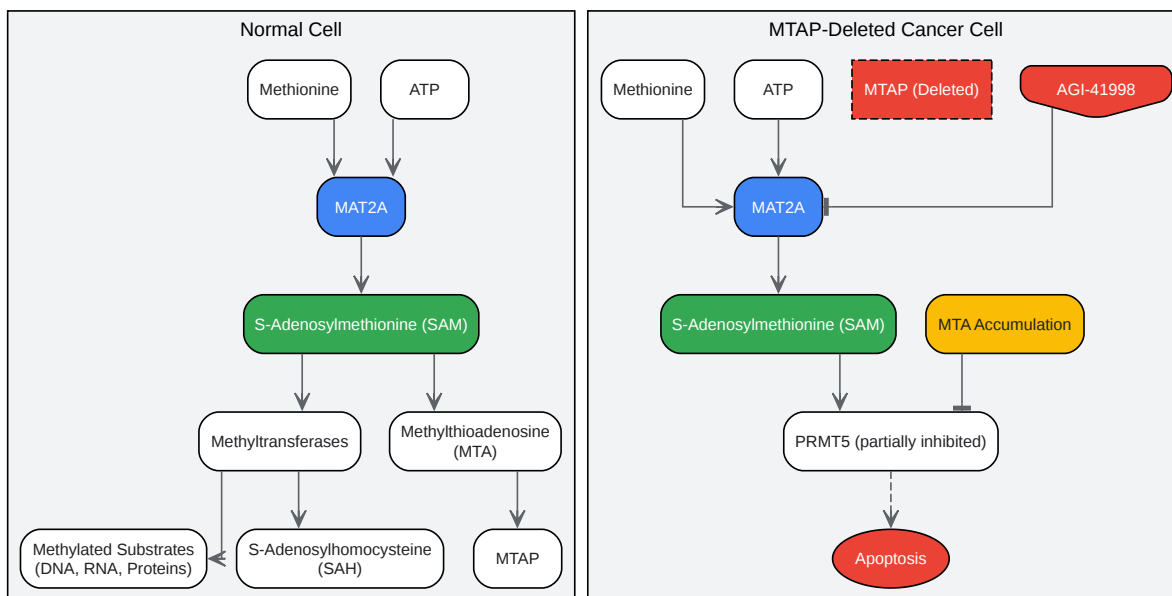 Normal Cell
Methionine
ATP
MAT2A
S-Adenosylmethionine (SAM)
Methyltransferases
Methylthioadenosine
(MTA)
Methylated Substrates
(DNA, RNA, Proteins)
S-Adenosylhomocysteine
(SAH)
MTAP
MTAP-Deleted Cancer Cell
Methionine
ATP
MTAP (Deleted)
AGI-41998
MAT2A
S-Adenosylmethionine (SAM)
MTA Accumulation
PRMT5 (partially inhibited)
Apoptosis